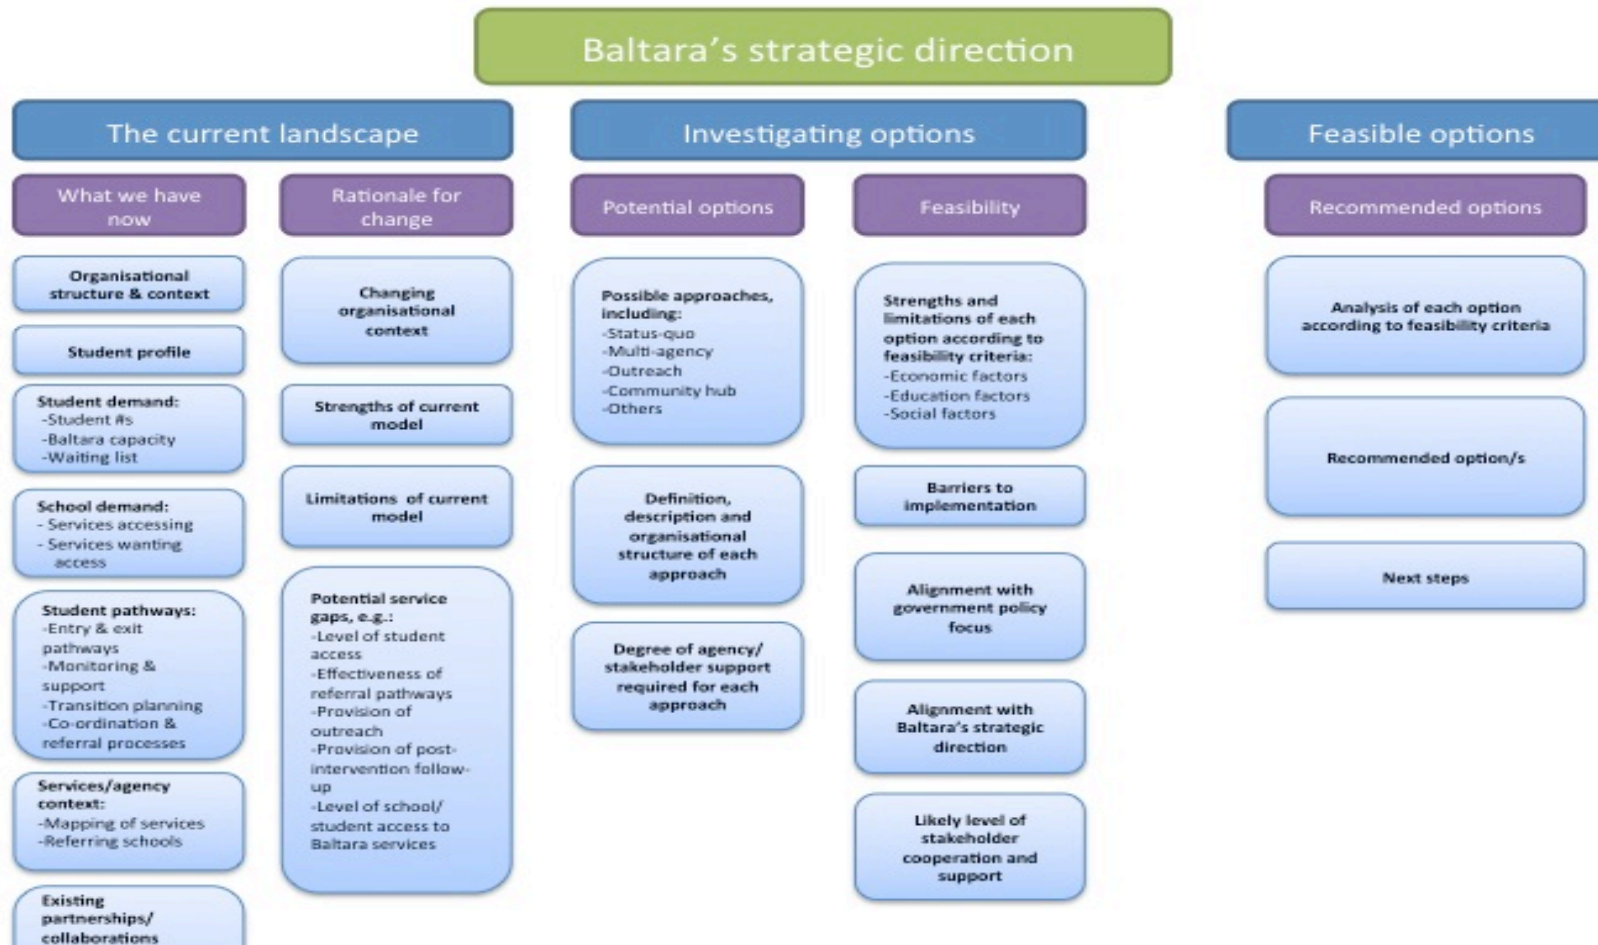 Baltara's strategic direction
The current landscape
Investigating options
Feasible options
What we have
now
Rationale for
change
Potential options
Feasibility
Recommended options
Organisational
structure & context
Student profile
Student demand:
-Student #s
-Baltara capacity
-Waiting list
School demand:
- Services accessing
- Services wanting
access
Student pathways:
-Entry & exit
pathways
-Monitoring &
support
-Transition planning
-Co-ordination &
referral processes
Services/agency
context:
-Mapping of services
-Referring schools
Existing
partnerships/
collaborations
Changing
organisational
context
Strengths of current
model
Limitations of current
model
Potential service
gaps, e.g.:
-Level of student
access
-Effectiveness of
referral pathways
-Provision of
outreach
-Provision of post-
intervention follow-
up
-Level of school/
student access to
Baltara services
Possible approaches,
including:
-Status-quo
-Multi-agency
-Outreach
-Community hub
-Others
Definition,
description and
organisational
structure of each
approach
Degree of agency/
stakeholder support
required for each
approach
Strengths and
limitations of each
option according to
feasibility criteria:
-Economic factors
-Education factors
-Social factors
Barriers to
implementation
Alignment with
government policy
focus
Alignment with
Baltara's strategic
direction
Likely level of
stakeholder
cooperation and
support
Analysis of each option
according to feasibility criteria
Recommended option/s
Next steps